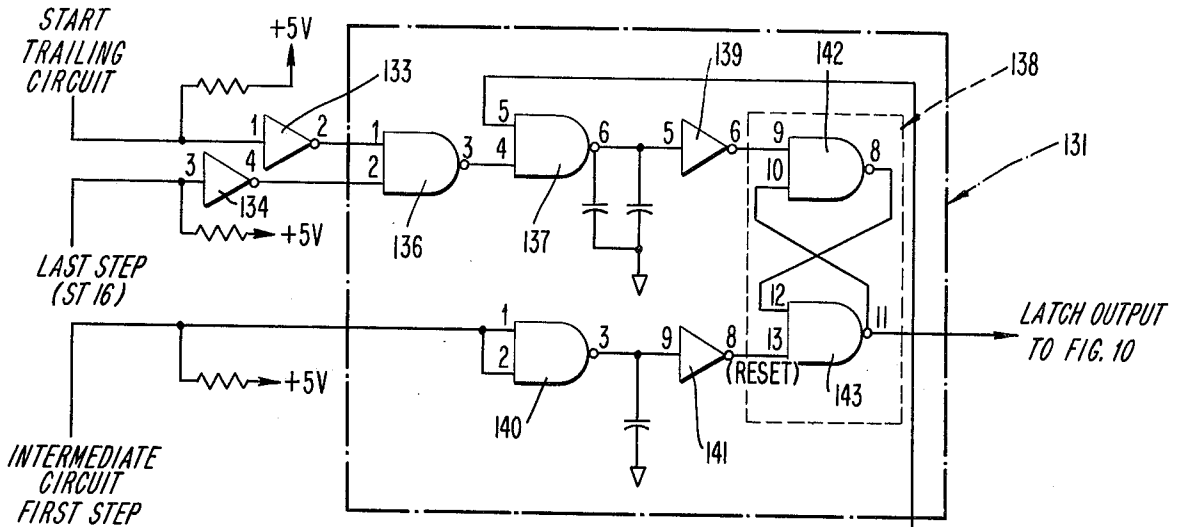 START
TRAILING
CIRCUIT
+5V
133
139
142
138
131
1
2
1
2
3
5
4
6
5
6
9
10
8
3
4
134
+5V
136
137
LAST STEP
(ST 16)
12
13
11
LATCH OUTPUT
TO FIG. 10
1
2
3
9
8
(RESET)
143
+5V
140
141
INTERMEDIATE
CIRCUIT
FIRST STEP